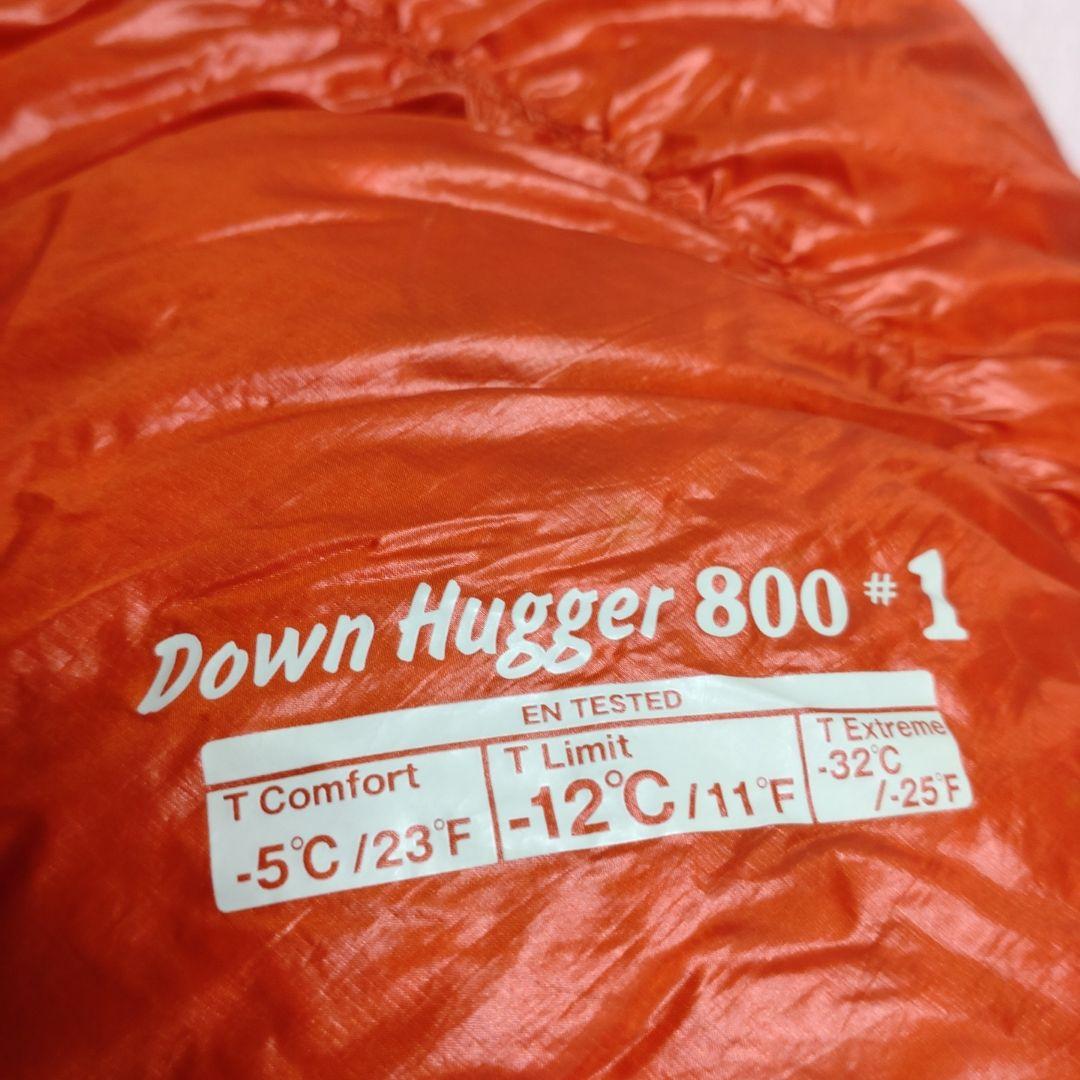 Down Hugger 800 #1
EN TESTED
T Comfort
-5℃/23°F
T Limit
-12℃/11°F
T Extreme
-32℃
/-25°F